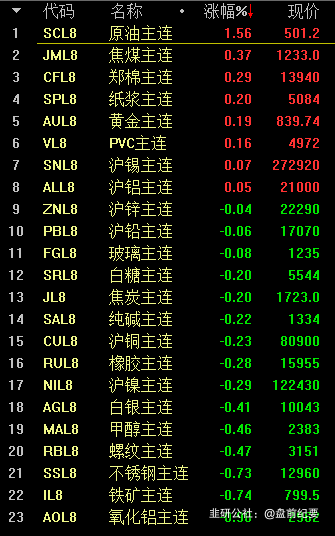 代码 名称 涨幅%↓ 现价
1 SCL8 原油主连 1.56 501.2
2 JML8 焦煤主连 0.37 1233.0
3 CFL8 郑棉主连 0.29 13940
4 SPL8 纸浆主连 0.20 5084
5 AUL8 黄金主连 0.19 839.74
6 VL8 PVC主连 0.16 4972
7 SNL8 沪锡主连 0.07 272920
8 ALL8 沪铝主连 0.05 21000
9 ZNL8 沪锌主连 -0.04 22290
10 PBL8 沪铅主连 -0.06 17070
11 FGL8 玻璃主连 -0.08 1235
12 SRL8 白糖主连 -0.20 5544
13 JL8 焦炭主连 -0.20 1723.0
14 SAL8 纯碱主连 -0.22 1334
15 CUL8 沪铜主连 -0.23 80900
16 RUL8 橡胶主连 -0.28 15955
17 NIL8 沪镍主连 -0.29 122430
18 AGL8 白银主连 -0.41 10043
19 MAL8 甲醇主连 -0.46 2383
20 RBL8 螺纹主连 -0.47 3151
21 SSL8 不锈钢主连 -0.73 12960
22 IL8 铁矿主连 -0.74 799.5
23 AOL8 氧化铝主连
韭研公社：@盘前纪要